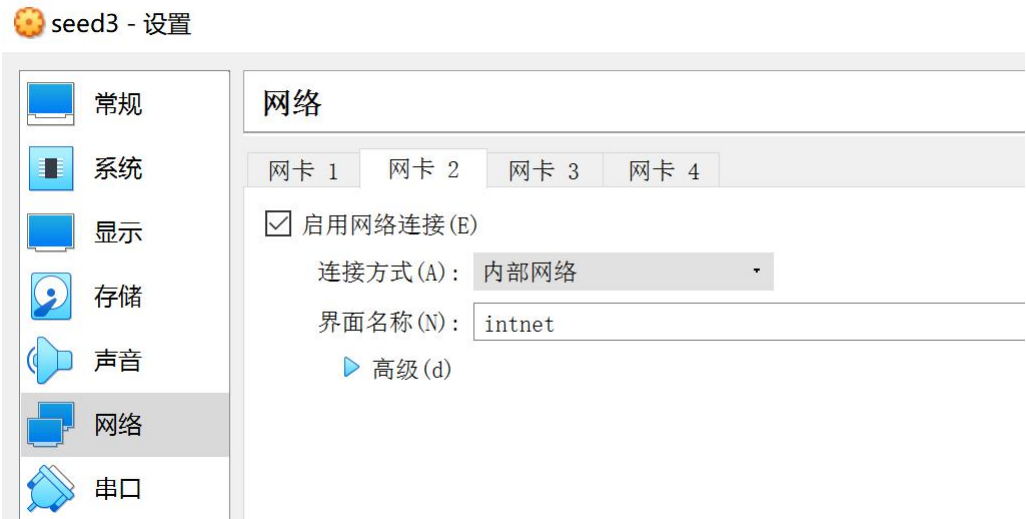 seed3 - 设置
常规
系统
显示
存储
声音
网络
串口
网络
网卡 1 网卡 2 网卡 3 网卡 4
启用网络连接(E)
连接方式(A): 内部网络
界面名称(N): intnet
高级(d)